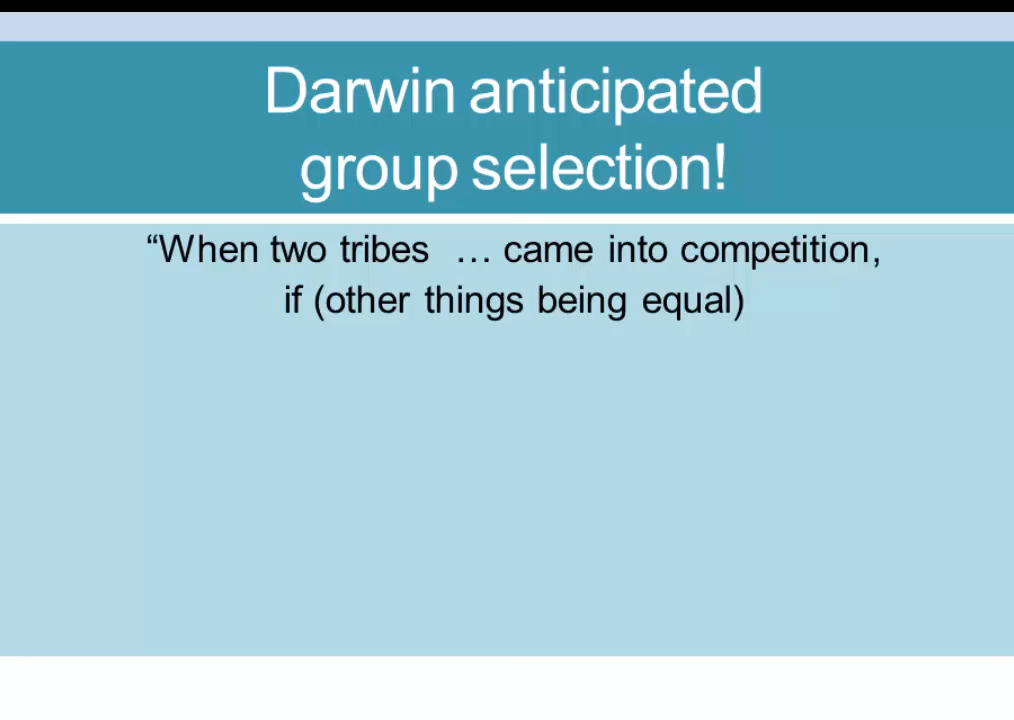 Darwin anticipated
group selection!
“When two tribes … came into competition,
if (other things being equal)